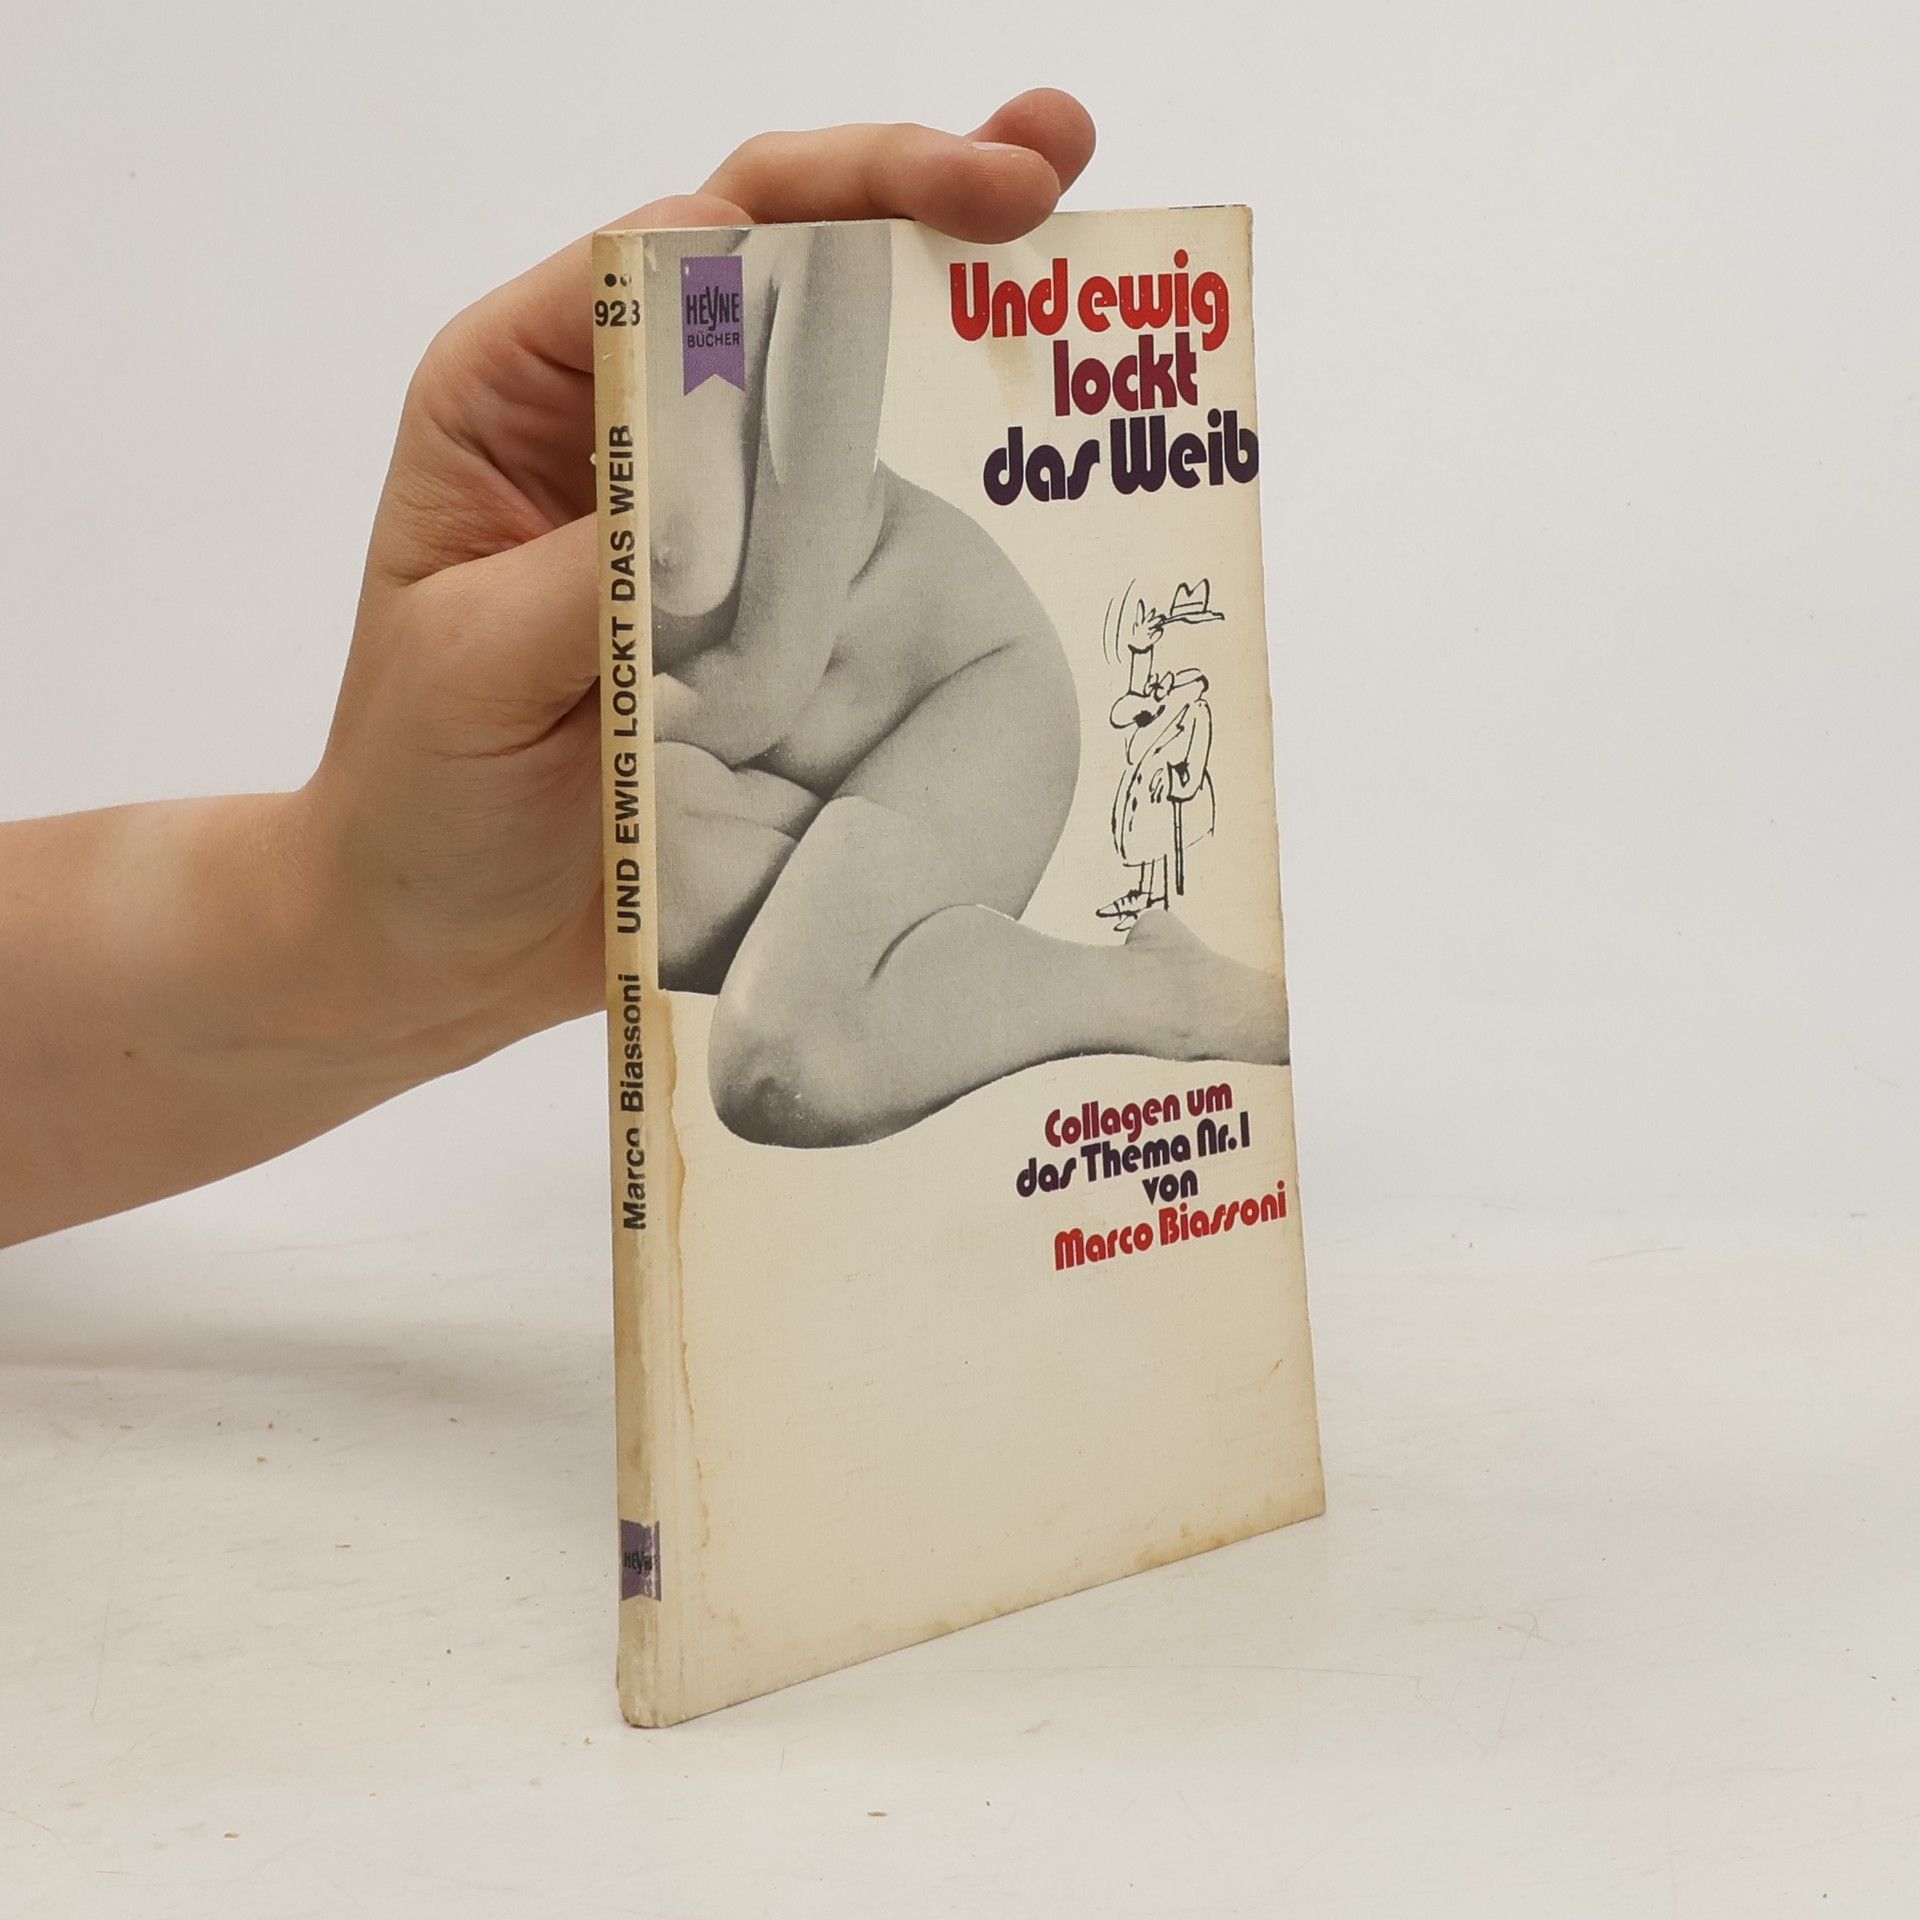 923
Marco Biassoni UND EWIG LOCKT DAS WEIB
HEYNE
HEYNE
BÜCHER
Und ewig
lockt
das Weib
Collagen um
das Thema Nr. 1
von
Marco Biassoni